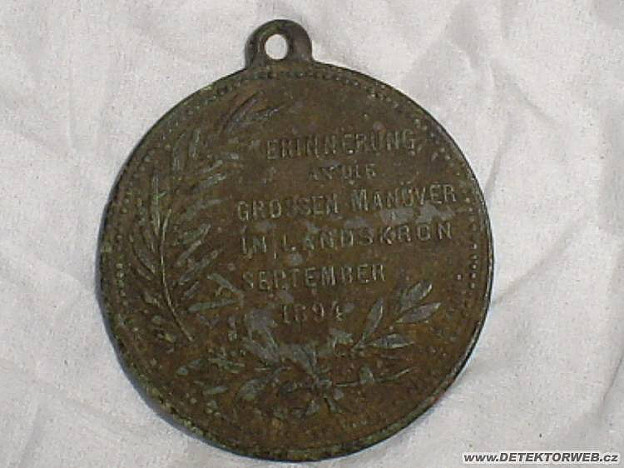 ERINNERUNG
AN DIE
GROSSEN MANÖVER
IN LANDSKRON
SEPTEMBER
1894
www.DETEKTORWEB.cz